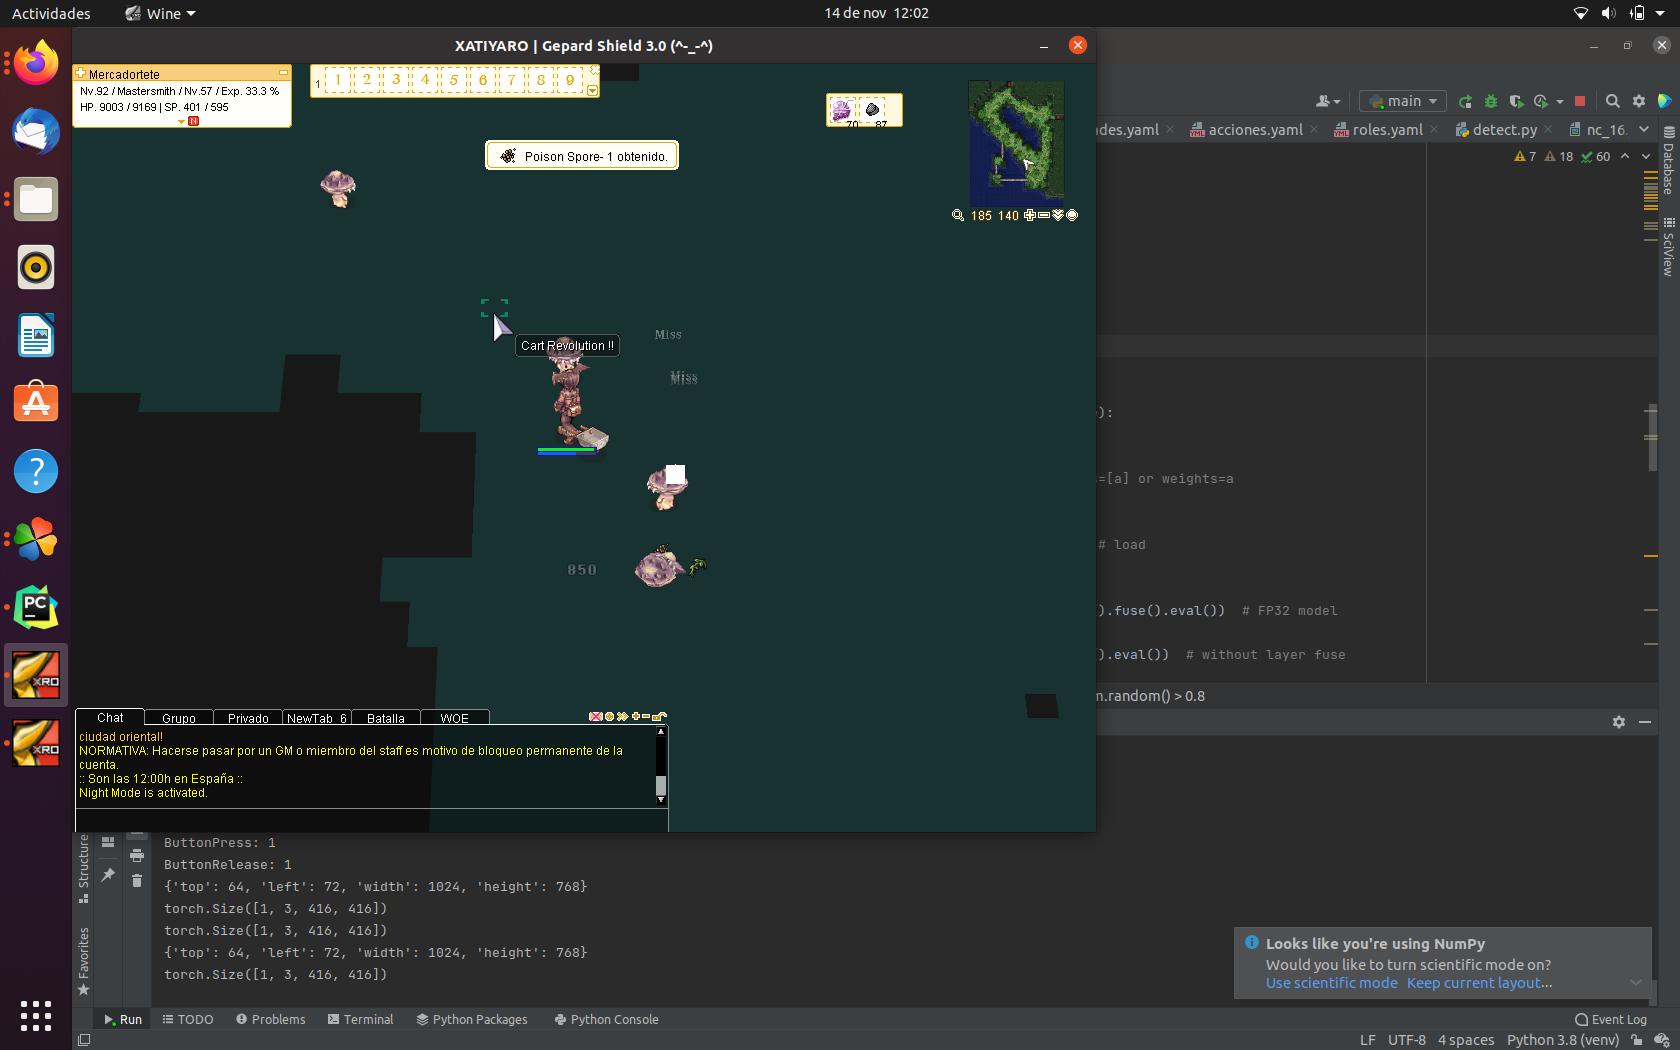 Actividades
Wine
14 de nov 12:02
XATIYARO | Gepard Shield 3.0 (^-_-^)
Mercadortete
Nv.92 / Mastersmith / Nv.57 / Exp. 33.3 %
HP. 9003 / 9169 | SP. 401 / 595
N
1
1 2 3 4 5 6 7 8 9
70 87
Poison Spore- 1 obtenido.
185 140
Cart Revolution !!
Miss
Miss
850
main
des.yaml
acciones.yaml
roles.yaml
detect.py
nc_16.
7 18 60
Database
SciView
):
=[a] or weights=a
# load
).fuse().eval()) # FP32 model
).eval()) # without layer fuse
m.random() > 0.8
Chat
Grupo
Privado
NewTab_6
Batalla
WOE
ciudad oriental!
NORMATIVA: Hacerse pasar por un GM o miembro del staff es motivo de bloqueo permanente de la
cuenta.
:: Son las 12:00h en España ::
Night Mode is activated.
PC
XRO
XRO
Structure
Favorites
ButtonPress: 1
ButtonRelease: 1
{'top': 64, 'left': 72, 'width': 1024, 'height': 768}
torch.Size([1, 3, 416, 416])
torch.Size([1, 3, 416, 416])
{'top': 64, 'left': 72, 'width': 1024, 'height': 768}
torch.Size([1, 3, 416, 416])
Looks like you're using NumPy
Would you like to turn scientific mode on?
Use scientific mode Keep current layout...
Run
TODO
Problems
Terminal
Python Packages
Python Console
Event Log
LF UTF-8 4 spaces Python 3.8 (venv)